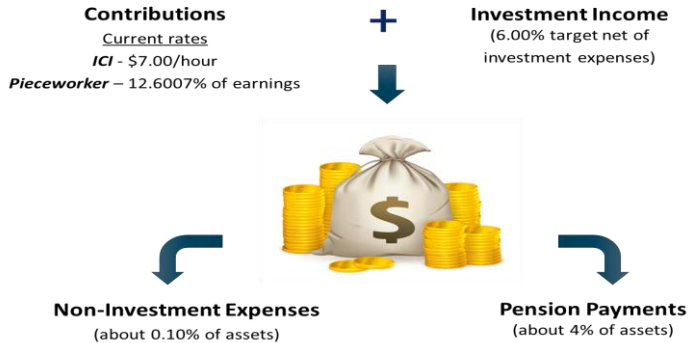 Contributions
Current rates
ICI - $7.00/hour
Pieceworker – 12.6007% of earnings
+
Investment Income
(6.00% target net of
investment expenses)
$
Non-Investment Expenses
(about 0.10% of assets)
Pension Payments
(about 4% of assets)